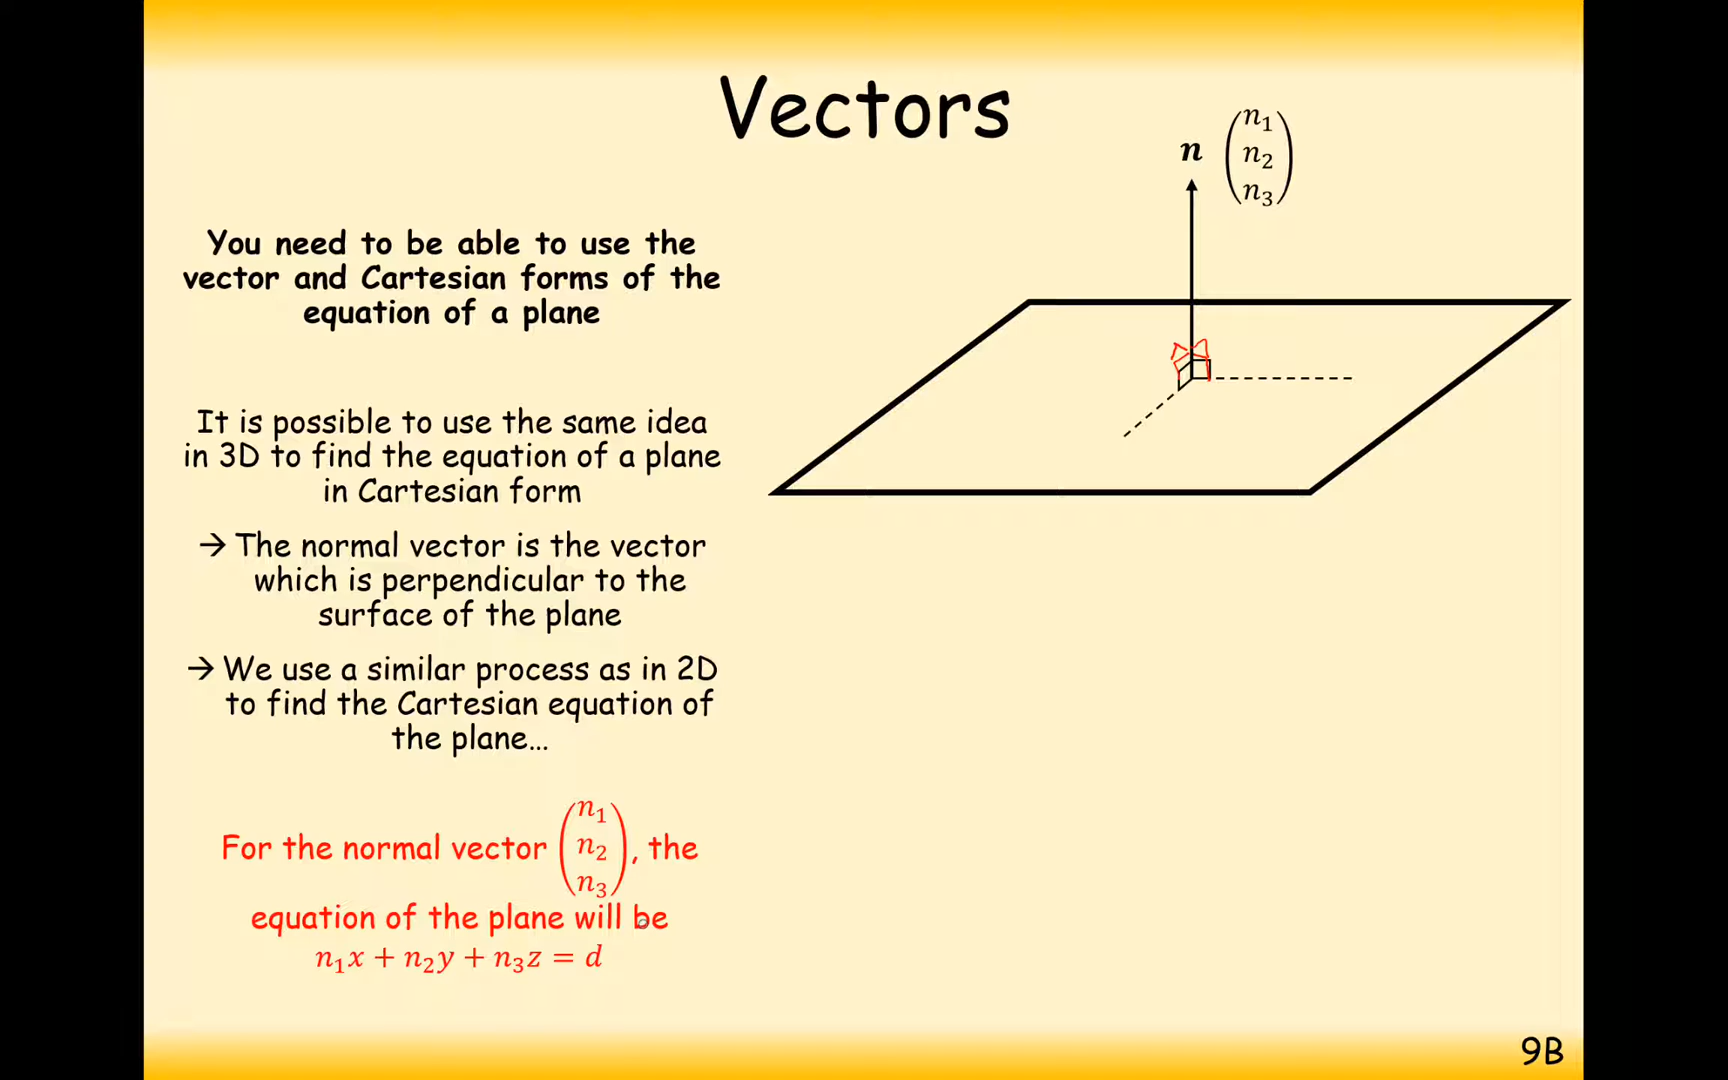 Vectors
n (n₁
n₂
n₃)
You need to be able to use the
vector and Cartesian forms of the
equation of a plane
It is possible to use the same idea
in 3D to find the equation of a plane
in Cartesian form
→ The normal vector is the vector
which is perpendicular to the
surface of the plane
→ We use a similar process as in 2D
to find the Cartesian equation of
the plane…
For the normal vector (n₁
n₂
n₃), the
equation of the plane will be
n₁x + n₂y + n₃z = d
9B